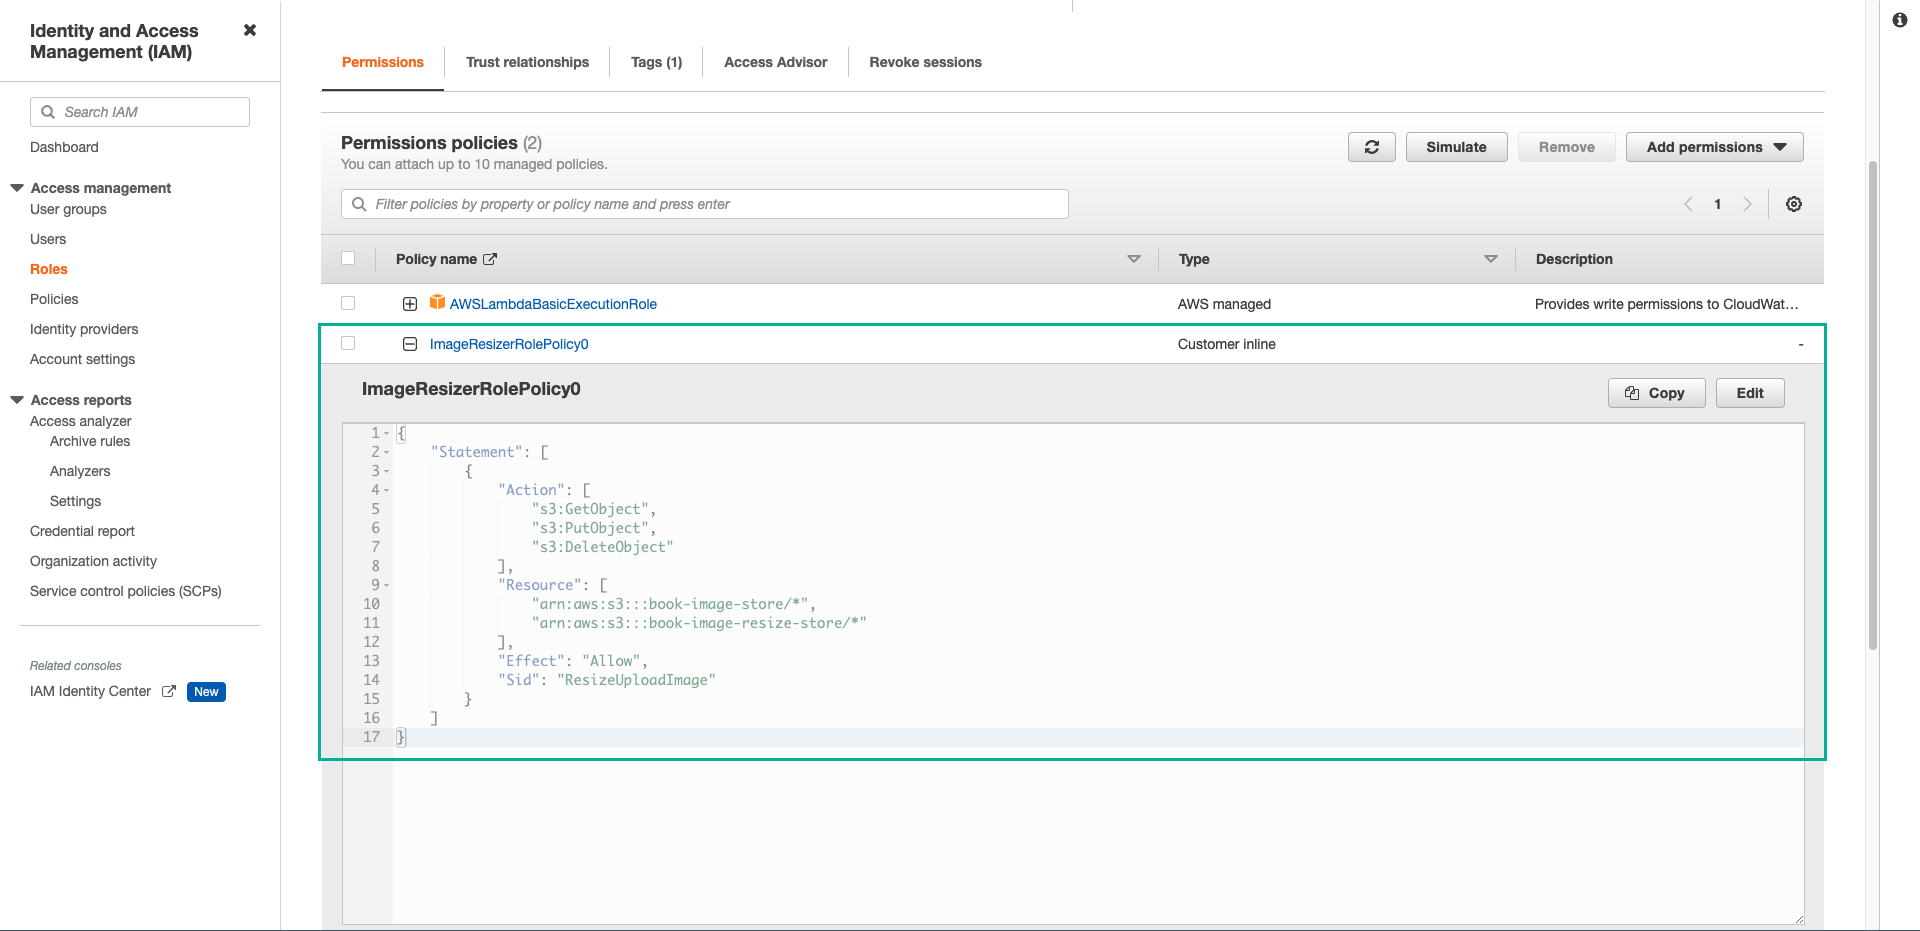 Identity and Access
Management (IAM)
Search IAM
Dashboard
Access management
User groups
Users
Roles
Policies
Identity providers
Account settings
Access reports
Access analyzer
Archive rules
Analyzers
Settings
Credential report
Organization activity
Service control policies (SCPs)
Related consoles
IAM Identity Center New
Permissions Trust relationships Tags (1) Access Advisor Revoke sessions
Permissions policies (2)
You can attach up to 10 managed policies.
Simulate Remove Add permissions
Filter policies by property or policy name and press enter
1
Policy name Type Description
AWSLambdaBasicExecutionRole AWS managed Provides write permissions to CloudWat...
ImageResizerRolePolicy0 Customer inline -
ImageResizerRolePolicy0
Copy Edit
1 {
2 "Statement": [
3 {
4 "Action": [
5 "s3:GetObject",
6 "s3:PutObject",
7 "s3:DeleteObject"
8 ],
9 "Resource": [
10 "arn:aws:s3:::book-image-store/*",
11 "arn:aws:s3:::book-image-resize-store/*"
12 ],
13 "Effect": "Allow",
14 "Sid": "ResizeUploadImage"
15 }
16 ]
17 }